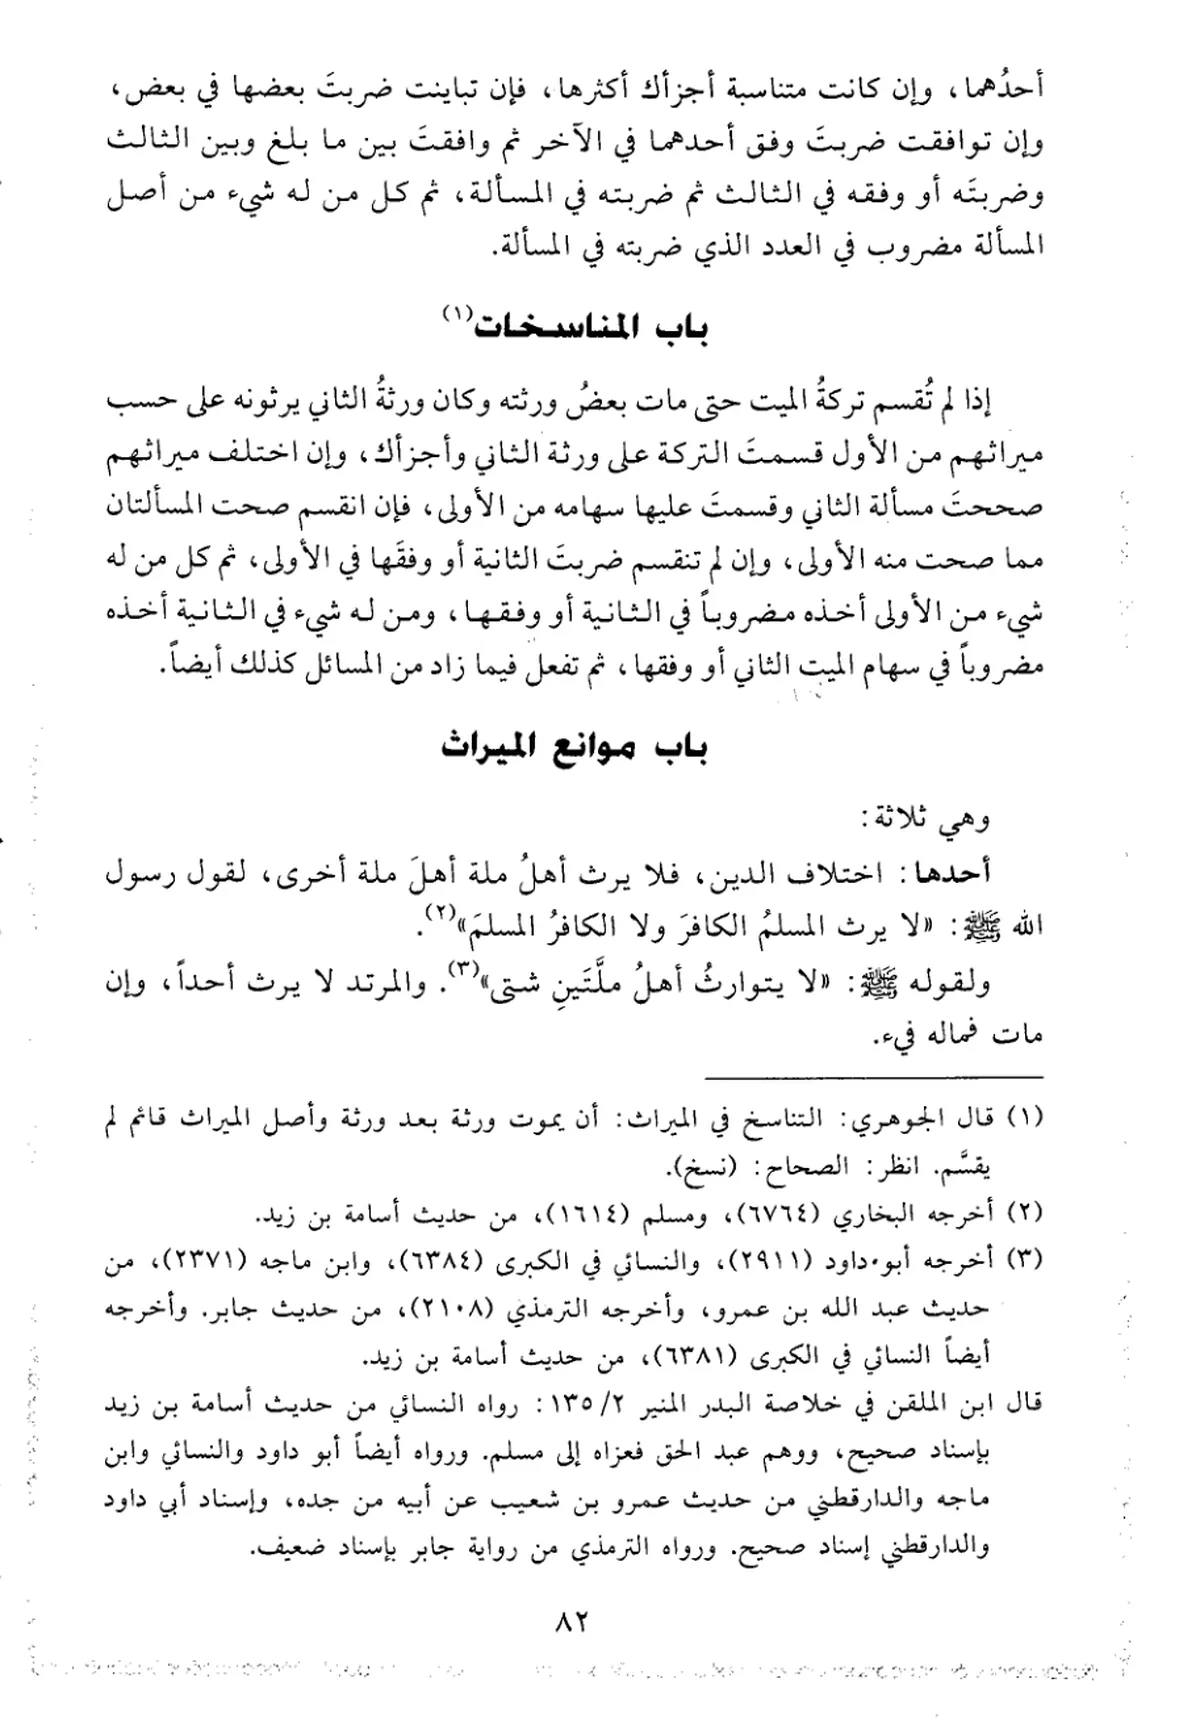 أحدُهما، وإن كانت متناسبة أجزأك أكثرها، فإن تباينت ضربتَ بعضها في بعض،
وإن توافقت ضربتَ وفق أحدهما في الآخر ثم وافقتَ بين ما بلغ وبين الثالث
وضربتَه أو وفقه في الثالث ثم ضربته في المسألة، ثم كل من له شيء من أصل
المسألة مضروب في العدد الذي ضربته في المسألة.
باب المناسخات(١)
إذا لم تُقسم تركةُ الميت حتى مات بعضُ ورثته وكان ورثةُ الثاني يرثونه على حسب
ميراثهم من الأول قسمتَ التركة على ورثة الثاني وأجزأك، وإن اختلف ميراثهم
صححتَ مسألة الثاني وقسمتَ عليها سهامه من الأولى، فإن انقسم صحت المسألتان
مما صحت منه الأولى، وإن لم تنقسم ضربتَ الثانية أو وفقَها في الأولى، ثم كل من له
شيء من الأولى أخذه مضروباً في الثانية أو وفقها، ومن له شيء في الثانية أخذه
مضروباً في سهام الميت الثاني أو وفقها، ثم تفعل فيما زاد من المسائل كذلك أيضاً.
باب موانع الميراث
وهي ثلاثة:
أحدها: اختلاف الدين، فلا يرث أهلُ ملة أهلَ ملة أخرى، لقول رسول
الله ﷺ: «لا يرث المسلمُ الكافرَ ولا الكافرُ المسلمَ»(٢).
ولقوله ﷺ: «لا يتوارثُ أهلُ ملَّتَينِ شتى»(٣). والمرتد لا يرث أحداً، وإن
مات فماله فيء.
(١) قال الجوهري: التناسخ في الميراث: أن يموت ورثة بعد ورثة وأصل الميراث قائم لم
يقسَّم. انظر: الصحاح: (نسخ).
(٢) أخرجه البخاري (٦٧٦٤)، ومسلم (١٦١٤)، من حديث أسامة بن زيد.
(٣) أخرجه أبو داود (٢٩١١)، والنسائي في الكبرى (٦٣٨٤)، وابن ماجه (٢٣٧١)، من
حديث عبد الله بن عمرو، وأخرجه الترمذي (٢١٠٨)، من حديث جابر. وأخرجه
أيضاً النسائي في الكبرى (٦٣٨١)، من حديث أسامة بن زيد.
قال ابن الملقن في خلاصة البدر المنير ١٣٥/٢: رواه النسائي من حديث أسامة بن زيد
بإسناد صحيح، ووهم عبد الحق فعزاه إلى مسلم. ورواه أيضاً أبو داود والنسائي وابن
ماجه والدارقطني من حديث عمرو بن شعيب عن أبيه عن جده، وإسناد أبي داود
والدارقطني إسناد صحيح. ورواه الترمذي من رواية جابر بإسناد ضعيف.
٨٢